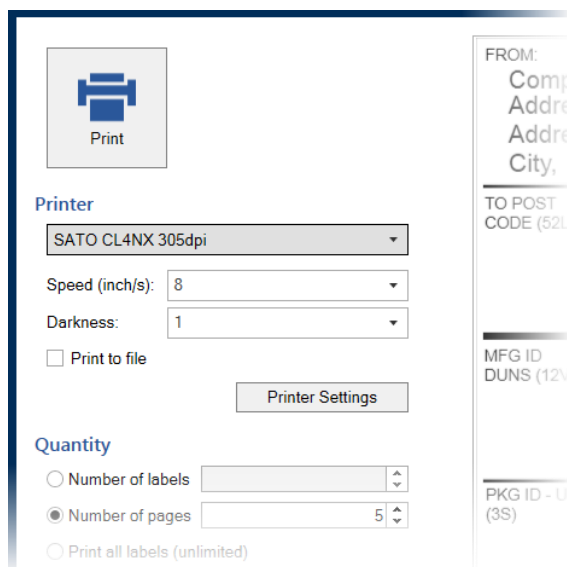 Print
Printer
SATO CL4NX 305dpi
Speed (inch/s): 8
Darkness: 1
Print to file
Printer Settings
Quantity
Number of labels
Number of pages 5
Print all labels (unlimited)
FROM:
City,
TO POST
CODE
MFG ID
DUNS
PKG ID -
(3S)